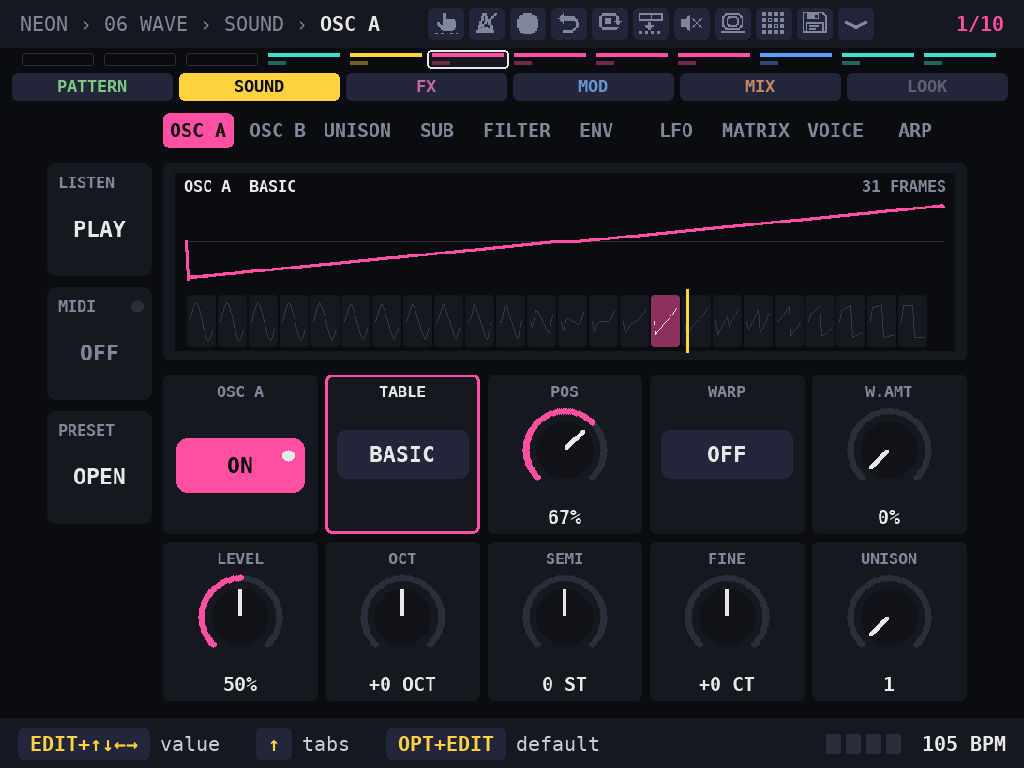 NEON › 06 WAVE › SOUND › OSC A 1/10
PATTERN SOUND FX MOD MIX LOOK
OSC A OSC B UNISON SUB FILTER ENV LFO MATRIX VOICE ARP
LISTEN
PLAY
MIDI
OFF
PRESET
OPEN
OSC A BASIC 31 FRAMES
OSC A TABLE POS WARP W.AMT
ON BASIC OFF
67% 0%
LEVEL OCT SEMI FINE UNISON
50% +0 OCT 0 ST +0 CT 1
EDIT+↑↓←→ value ↑ tabs OPT+EDIT default 105 BPM